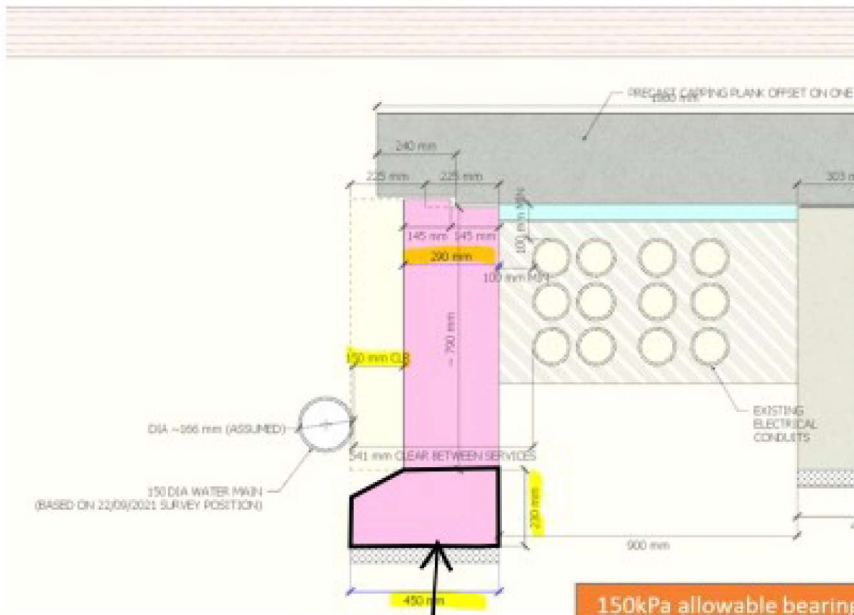 PRECAST CAPPING PLANK OFFSET ON ONE
1880 mm
240 mm
225 mm
225 mm
303 m
145 mm
145 mm
100 mm MIN
290 mm
100 mm MIN
~ 790 mm
150 mm CLR
DIA ~166 mm (ASSUMED)
EXISTING
ELECTRICAL
CONDUITS
541 mm CLEAR BETWEEN SERVICES
150 DIA WATER MAIN
(BASED ON 22/09/2021 SURVEY POSITION)
230 mm
900 mm
450 mm
150kPa allowable bearing